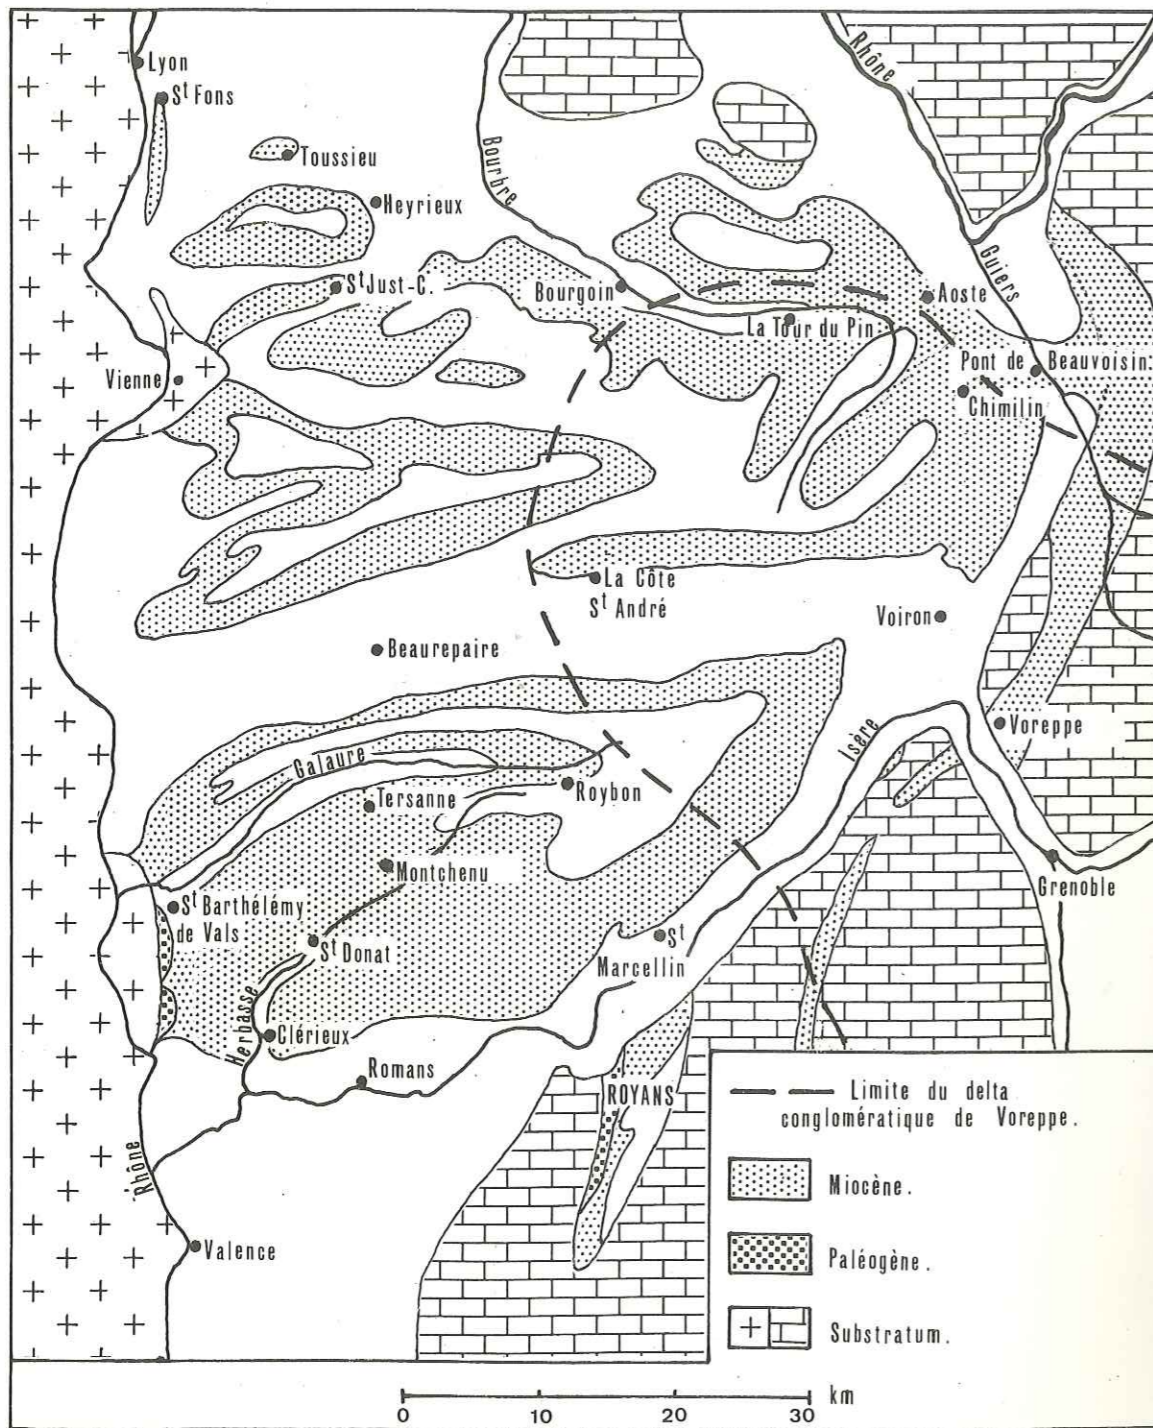 Lyon
St Fons
Toussieu
Heyrieux
Bourbre
Rhône
Guiers
St Just-C.
Bourgoin
Aoste
La Tour du Pin
Pont de Beauvoisin
Vienne
Chimilin
La Côte
St André
Voiron
Beaurepaire
Isère
Voreppe
Galaure
Tersanne
Roybon
Montchenu
Grenoble
St Barthélémy
de Vals
St Donat
St
Marcellin
Herbasse
Clérieux
Romans
ROYANS
Rhône
Valence
Limite du delta
conglomératique de Voreppe.
Miocène.
Paléogène.
Substratum.
km
0 10 20 30